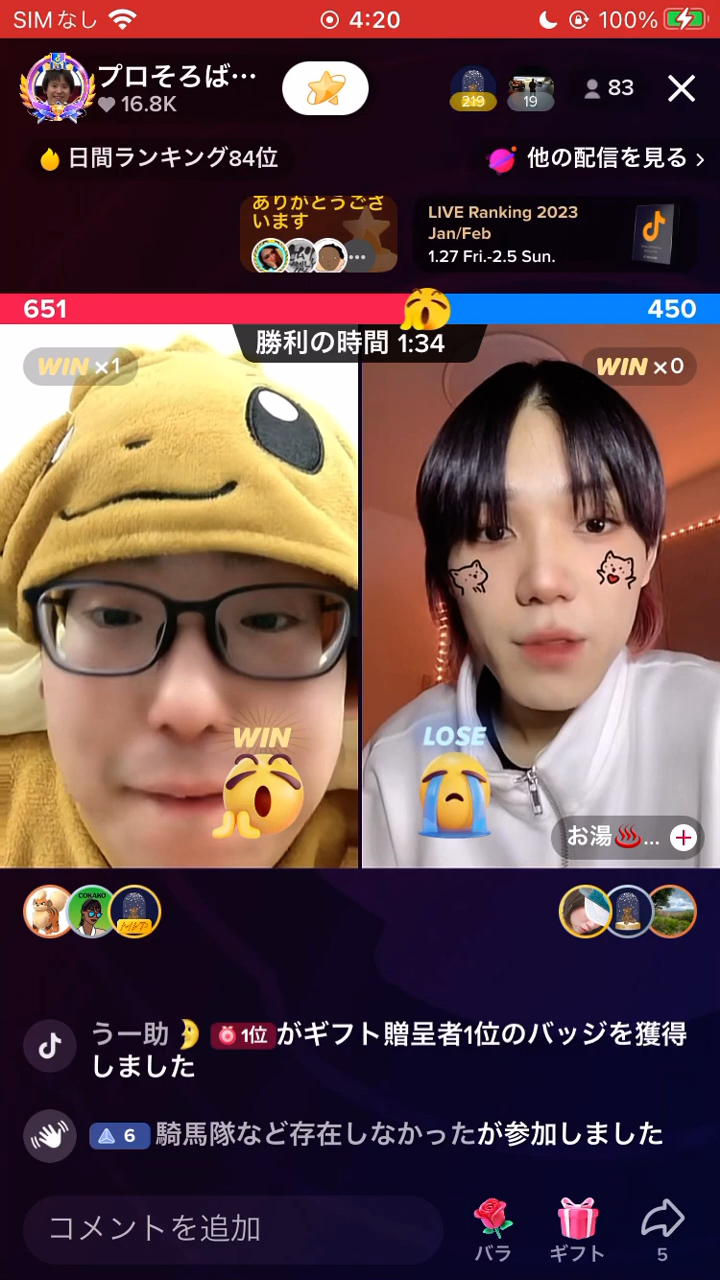 SIMなし
4:20
100%
プロそろば…
16.8K
219
19
83
日間ランキング84位
他の配信を見る
ありがとうござ
います
LIVE Ranking 2023
Jan/Feb
1.27 Fri.-2.5 Sun.
651
450
勝利の時間 1:34
WIN ×1
WIN ×0
WIN
LOSE
お湯♨️…
COKAKO
MVP
うー助🌛 1位がギフト贈呈者1位のバッジを獲得
しました
6 騎馬隊など存在しなかったが参加しました
コメントを追加
バラ
ギフト
5